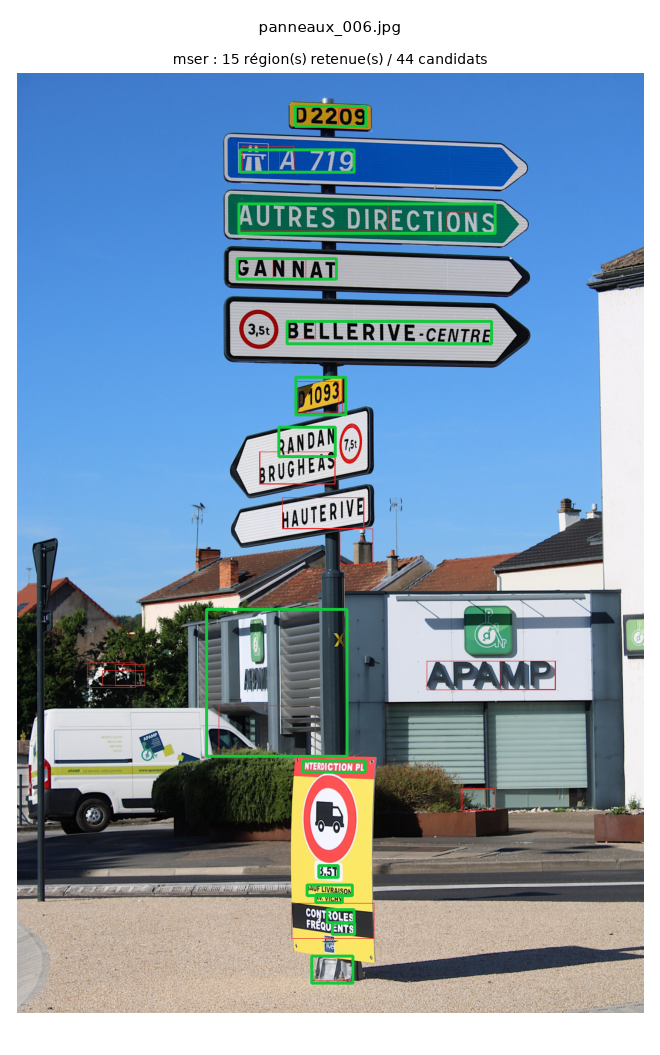 panneaux_006.jpg
mser : 15 région(s) retenue(s) / 44 candidats
D2209
A 719
AUTRES DIRECTIONS
GANNAT
3,5t BELLERIVE-CENTRE
D1093
RANDAN 7,5t
BRUGHEAS
HAUTERIVE
APAMP
APAMP
INTERDICTION PL
3,5T
SAUF LIVRAISON
CONTRÔLES
FRÉQUENTS